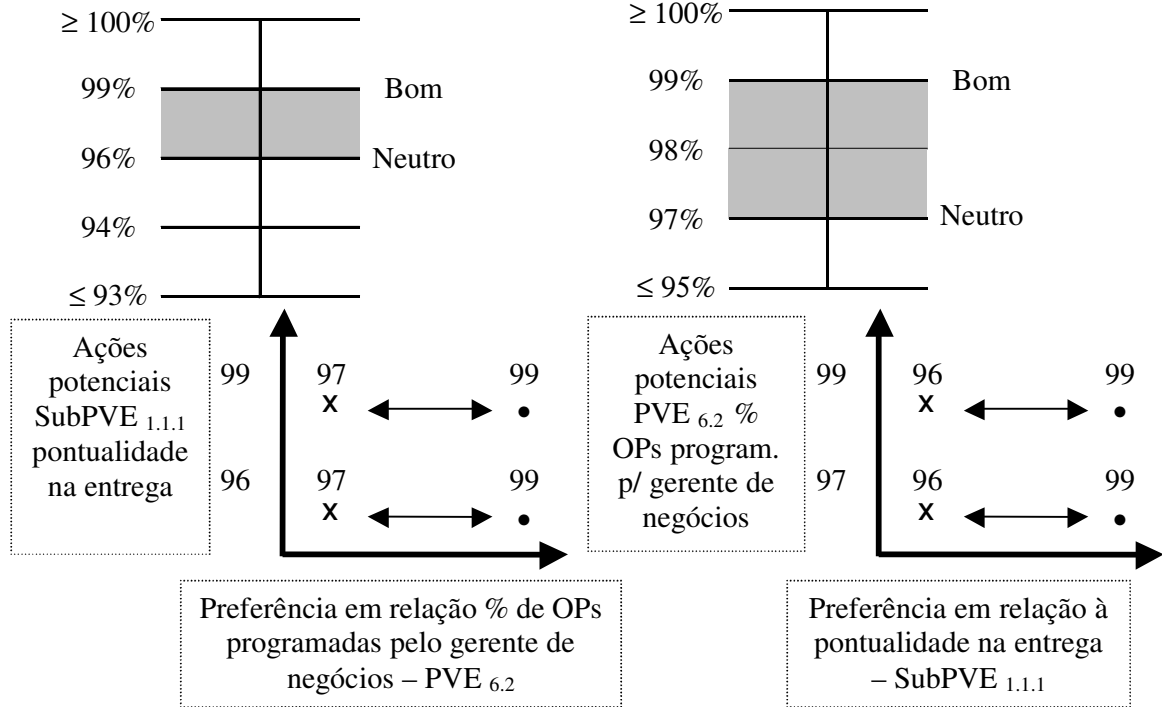 ≥ 100%
99%
Bom
96%
Neutro
94%
≤ 93%
≥ 100%
99%
Bom
98%
97%
Neutro
≤ 95%
Ações
potenciais
SubPVE 1.1.1
pontualidade
na entrega
99
97
99
x
96
97
99
x
Preferência em relação % de OPs
programadas pelo gerente de
negócios – PVE 6.2
Ações
potenciais
PVE 6.2 %
OPs program.
p/ gerente de
negócios
99
96
99
x
97
96
99
x
Preferência em relação à
pontualidade na entrega
– SubPVE 1.1.1